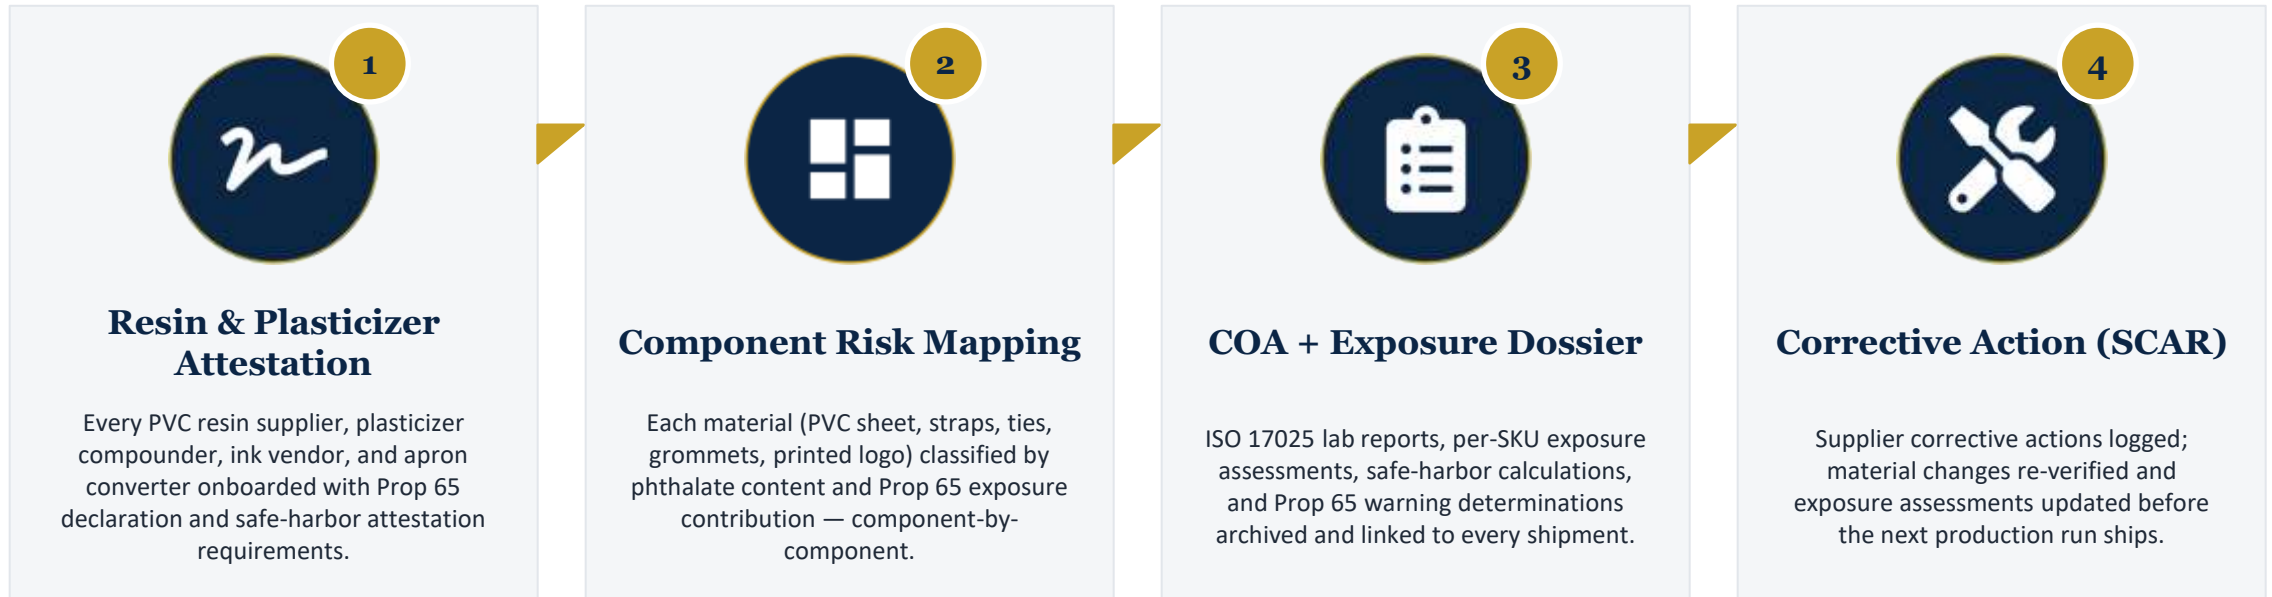 1
Resin & Plasticizer
Attestation
Every PVC resin supplier, plasticizer
compounder, ink vendor, and apron
converter onboarded with Prop 65
declaration and safe-harbor attestation
requirements.
2
Component Risk Mapping
Each material (PVC sheet, straps, ties,
grommets, printed logo) classified by
phthalate content and Prop 65 exposure
contribution — component-by-
component.
3
COA + Exposure Dossier
ISO 17025 lab reports, per-SKU exposure
assessments, safe-harbor calculations,
and Prop 65 warning determinations
archived and linked to every shipment.
4
Corrective Action (SCAR)
Supplier corrective actions logged;
material changes re-verified and
exposure assessments updated before
the next production run ships.